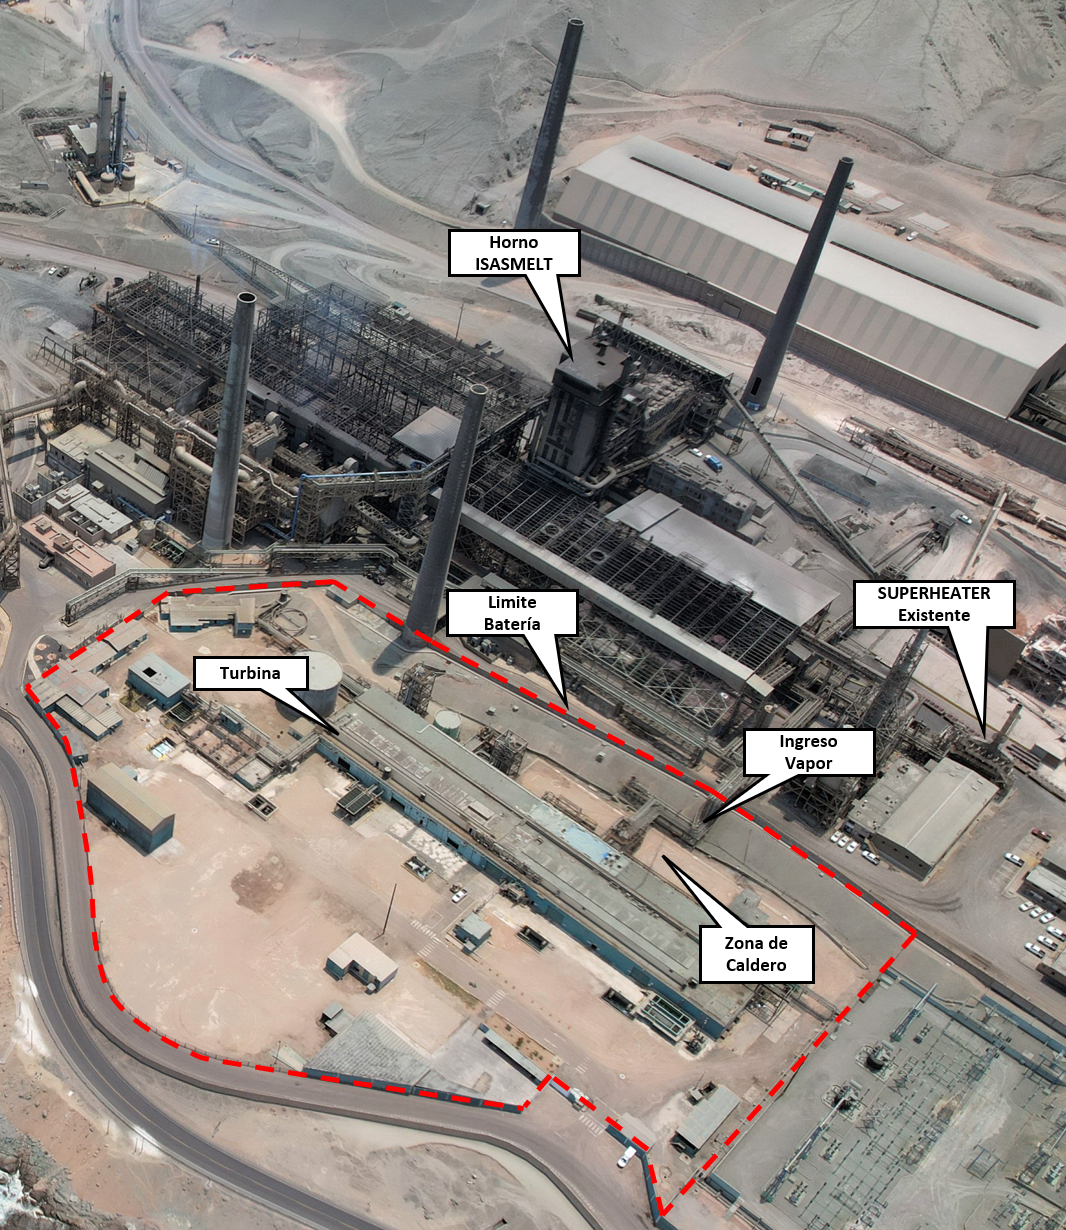 Horno
ISASMELT
SUPERHEATER
Existente
Limite
Batería
Turbina
Ingreso
Vapor
Zona de
Caldero